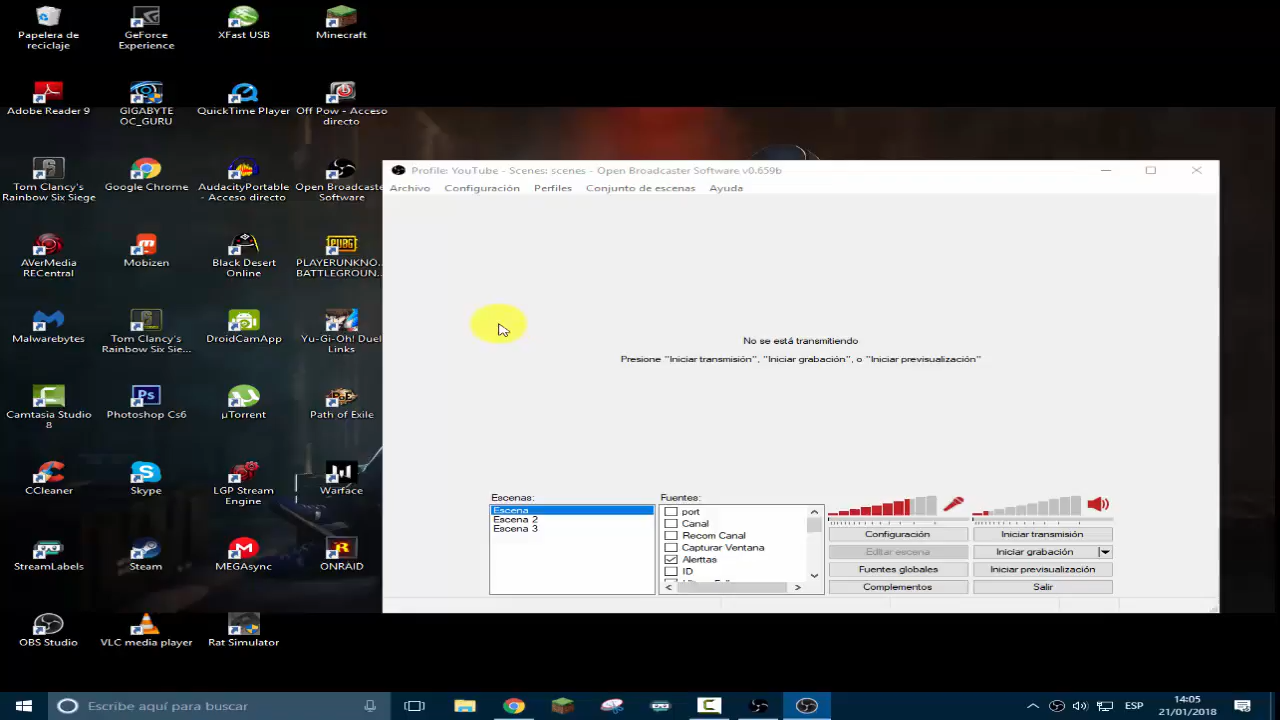 Papelera de
reciclaje
GeForce
Experience
XFast USB
Minecraft
Adobe Reader 9
GIGABYTE
OC_GURU
QuickTime Player
Off Pow - Acceso
directo
Tom Clancy's
Rainbow Six Siege
Google Chrome
AudacityPortable
- Acceso directo
Open Broadcaster
Software
AVerMedia
RECentral
Mobizen
Black Desert
Online
PLAYERUNKNO...
BATTLEGROUN...
Malwarebytes
Tom Clancy's
Rainbow Six Sie...
DroidCamApp
Yu-Gi-Oh! Duel
Links
Camtasia Studio
8
Photoshop Cs6
µTorrent
Path of Exile
CCleaner
Skype
LGP Stream
Engine
Warface
StreamLabels
Steam
MEGAsync
ONRAID
OBS Studio
VLC media player
Rat Simulator
Profile: YouTube - Scenes: scenes - Open Broadcaster Software v0.659b
Archivo Configuración Perfiles Conjunto de escenas Ayuda
No se está transmitiendo
Presione "Iniciar transmisión", "Iniciar grabación", o "Iniciar previsualización"
Escenas:
Escena
Escena 2
Escena 3
Fuentes:
port
Canal
Recom Canal
Capturar Ventana
Alerttas
ID
Configuración
Iniciar transmisión
Editar escena
Iniciar grabación
Fuentes globales
Iniciar previsualización
Complementos
Salir
Escribe aquí para buscar
ESP
14:05
21/01/2018